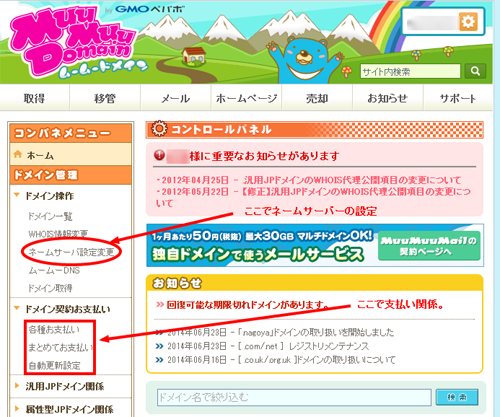 MuuMuu Domain
ムームードメイン
by GMOペパボ
サイト内検索
取得
移管
メール
ホームページ
売却
お知らせ
サポート
コンパネメニュー
ホーム
ドメイン管理
ドメイン操作
ドメイン一覧
WHOIS情報変更
ネームサーバ設定変更
ムームーDNS
ドメイン取得
ドメイン契約お支払い
各種お支払い
まとめてお支払い
自動更新設定
汎用JPドメイン関係
属性型JPドメイン関係
コントロールパネル
様に重要なお知らせがあります
・2012年04月25日 - 汎用JPドメインのWHOIS代理公開項目の変更について
・2012年05月22日 - 【修正】汎用JPドメインのWHOIS代理公開項目の変更について
ここでネームサーバーの設定
1ヶ月あたり50円(税抜) 最大30GB マルチドメインOK!
独自ドメインで使うメールサービス
MuuMuuMailの
契約ページへ
お知らせ
回復可能な期限切れドメインがあります。
ここで支払い関係。
2014年06月23日 - 「.nagoya」ドメインの取り扱いを開始しました
2014年06月23日 - [.com/.net ] レジストリメンテナンス
2014年06月16日 - [.co.uk/.org.uk ]ドメインの取り扱いについて
ドメイン名で絞り込む
検索